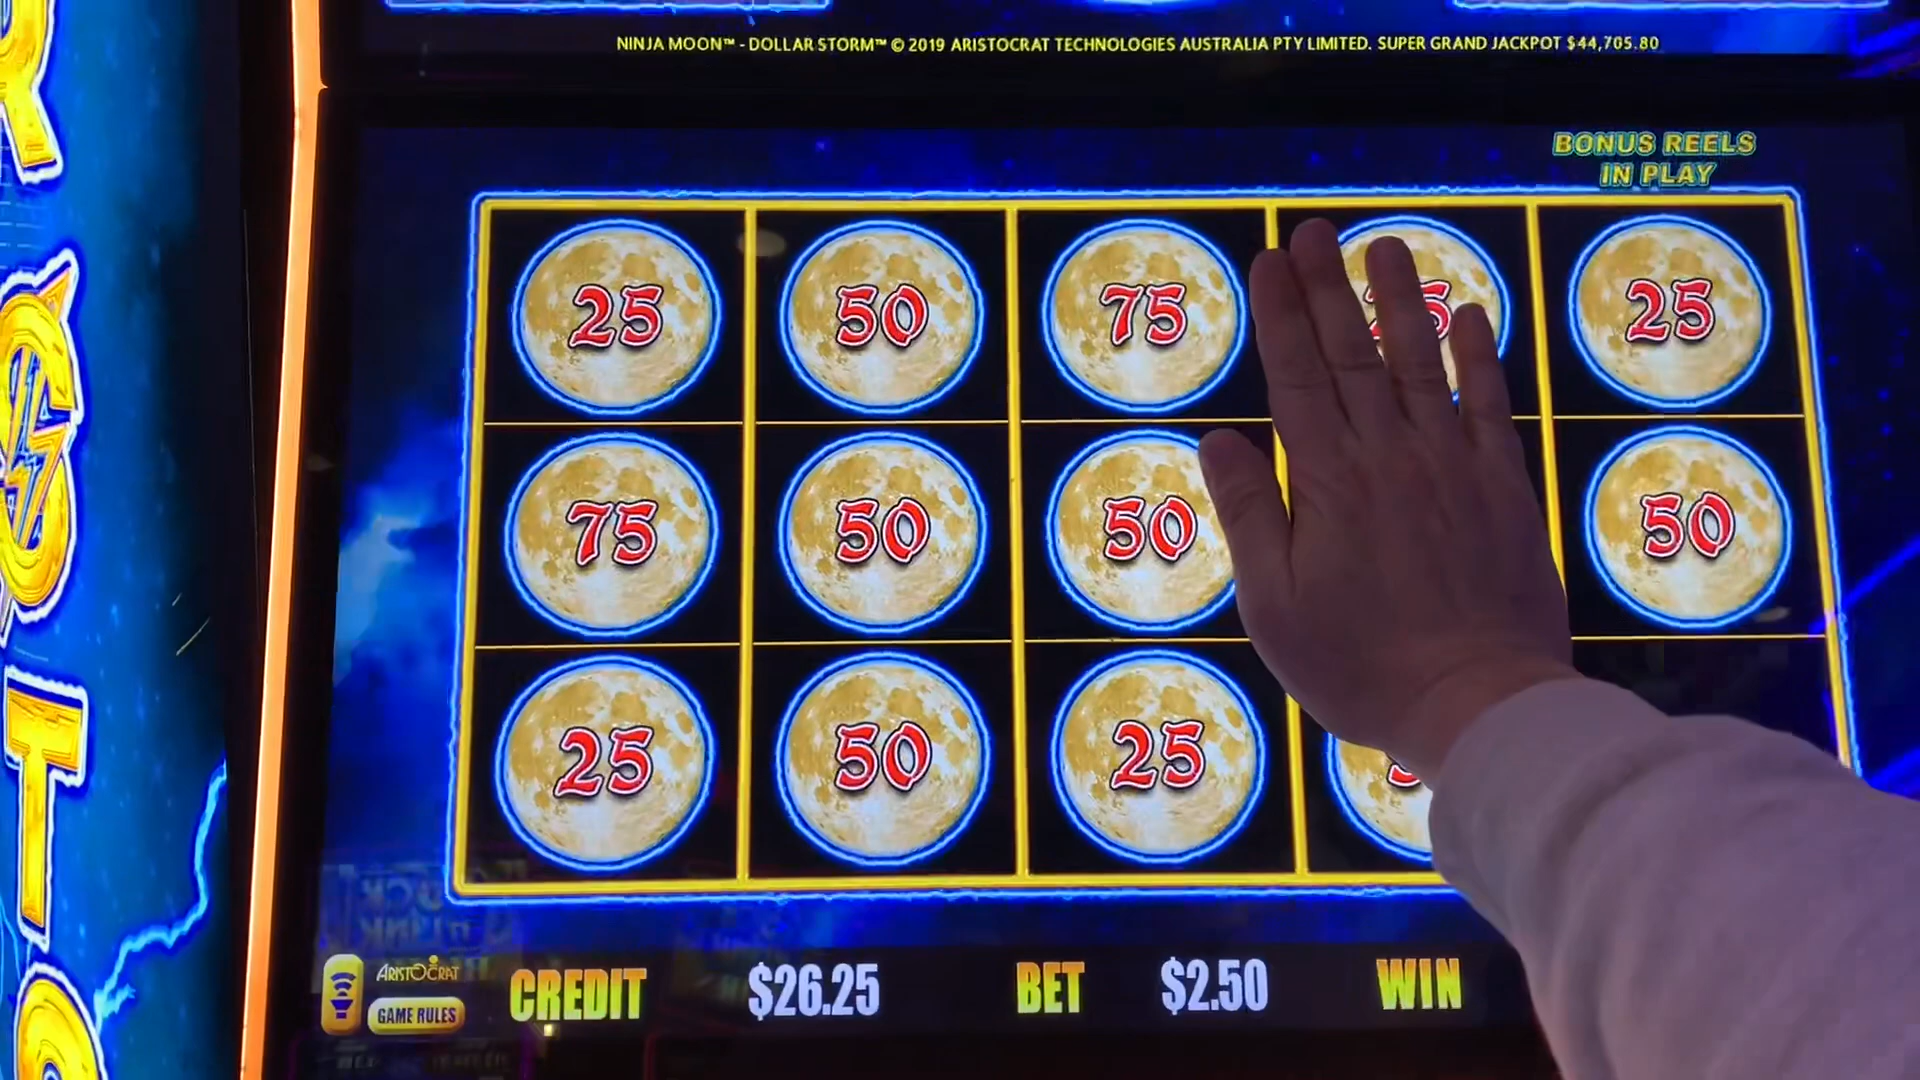 NINJA MOON™ - DOLLAR STORM™ © 2019 ARISTOCRAT TECHNOLOGIES AUSTRALIA PTY LIMITED. SUPER GRAND JACKPOT $44,705.80
BONUS REELS
IN PLAY
25 50 75 25
75 50 50 50
25 50 25
ARISTOCRAT
GAME RULES
CREDIT $26.25 BET $2.50 WIN